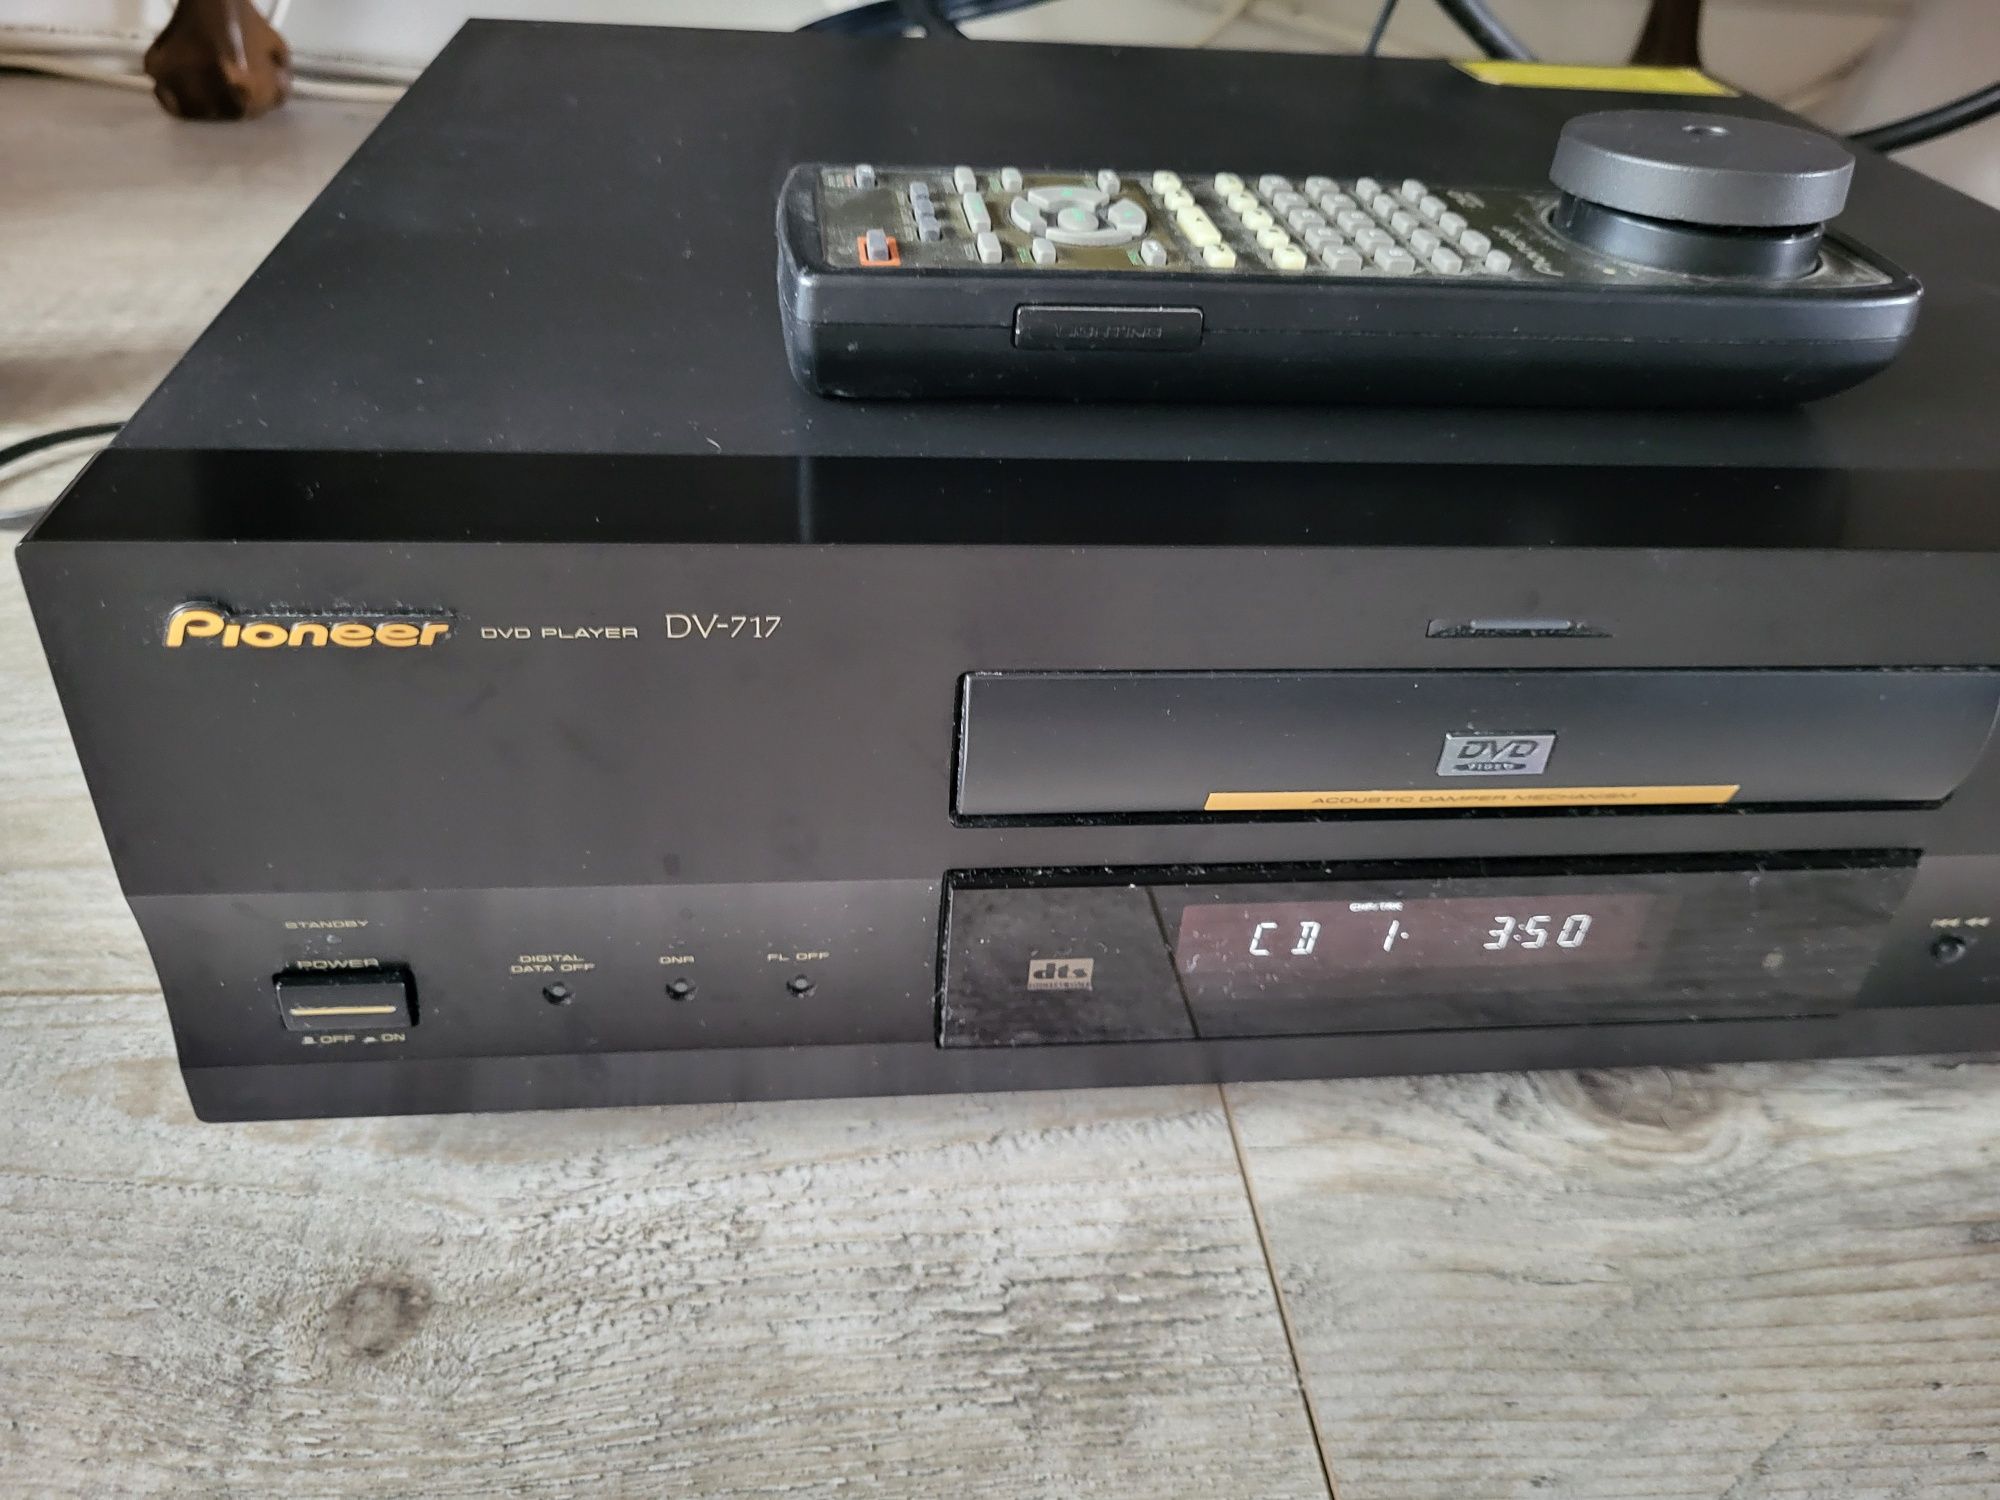 LIGHTING
Pioneer
Pioneer DVD PLAYER DV-717
DVD
VIDEO
ACOUSTIC DAMPER MECHANISM
STANDBY
POWER
OFF ON
DIGITAL
DATA OFF
DNR
FL OFF
dts
CD 1 3:50